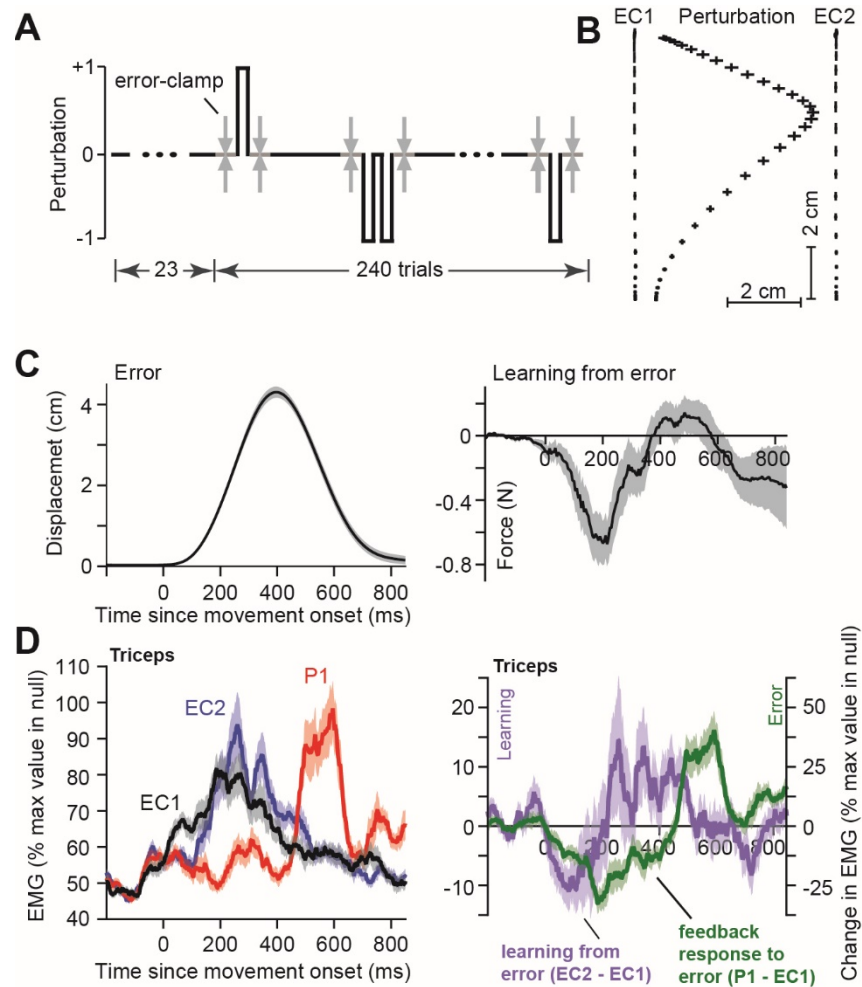 A
+1
error-clamp
Perturbation
0
-1
23
240 trials
B
EC1 Perturbation EC2
2 cm
2 cm
C
Error
Displacemet (cm)
4
2
0
0 200 400 600 800
Time since movement onset (ms)
Learning from error
Force (N)
0
-0.4
-0.8
0 200 400 600 800
D
Triceps
EMG (% max value in null)
110
100
90
80
70
60
50
40
P1
EC2
EC1
0 200 400 600 800
Time since movement onset (ms)
Triceps
Learning
Error
20
15
10
5
0
-5
-10
50
25
0
-25
0 200 400 600 800
Change in EMG (% max value in null)
learning from
error (EC2 - EC1)
feedback
response to
error (P1 - EC1)